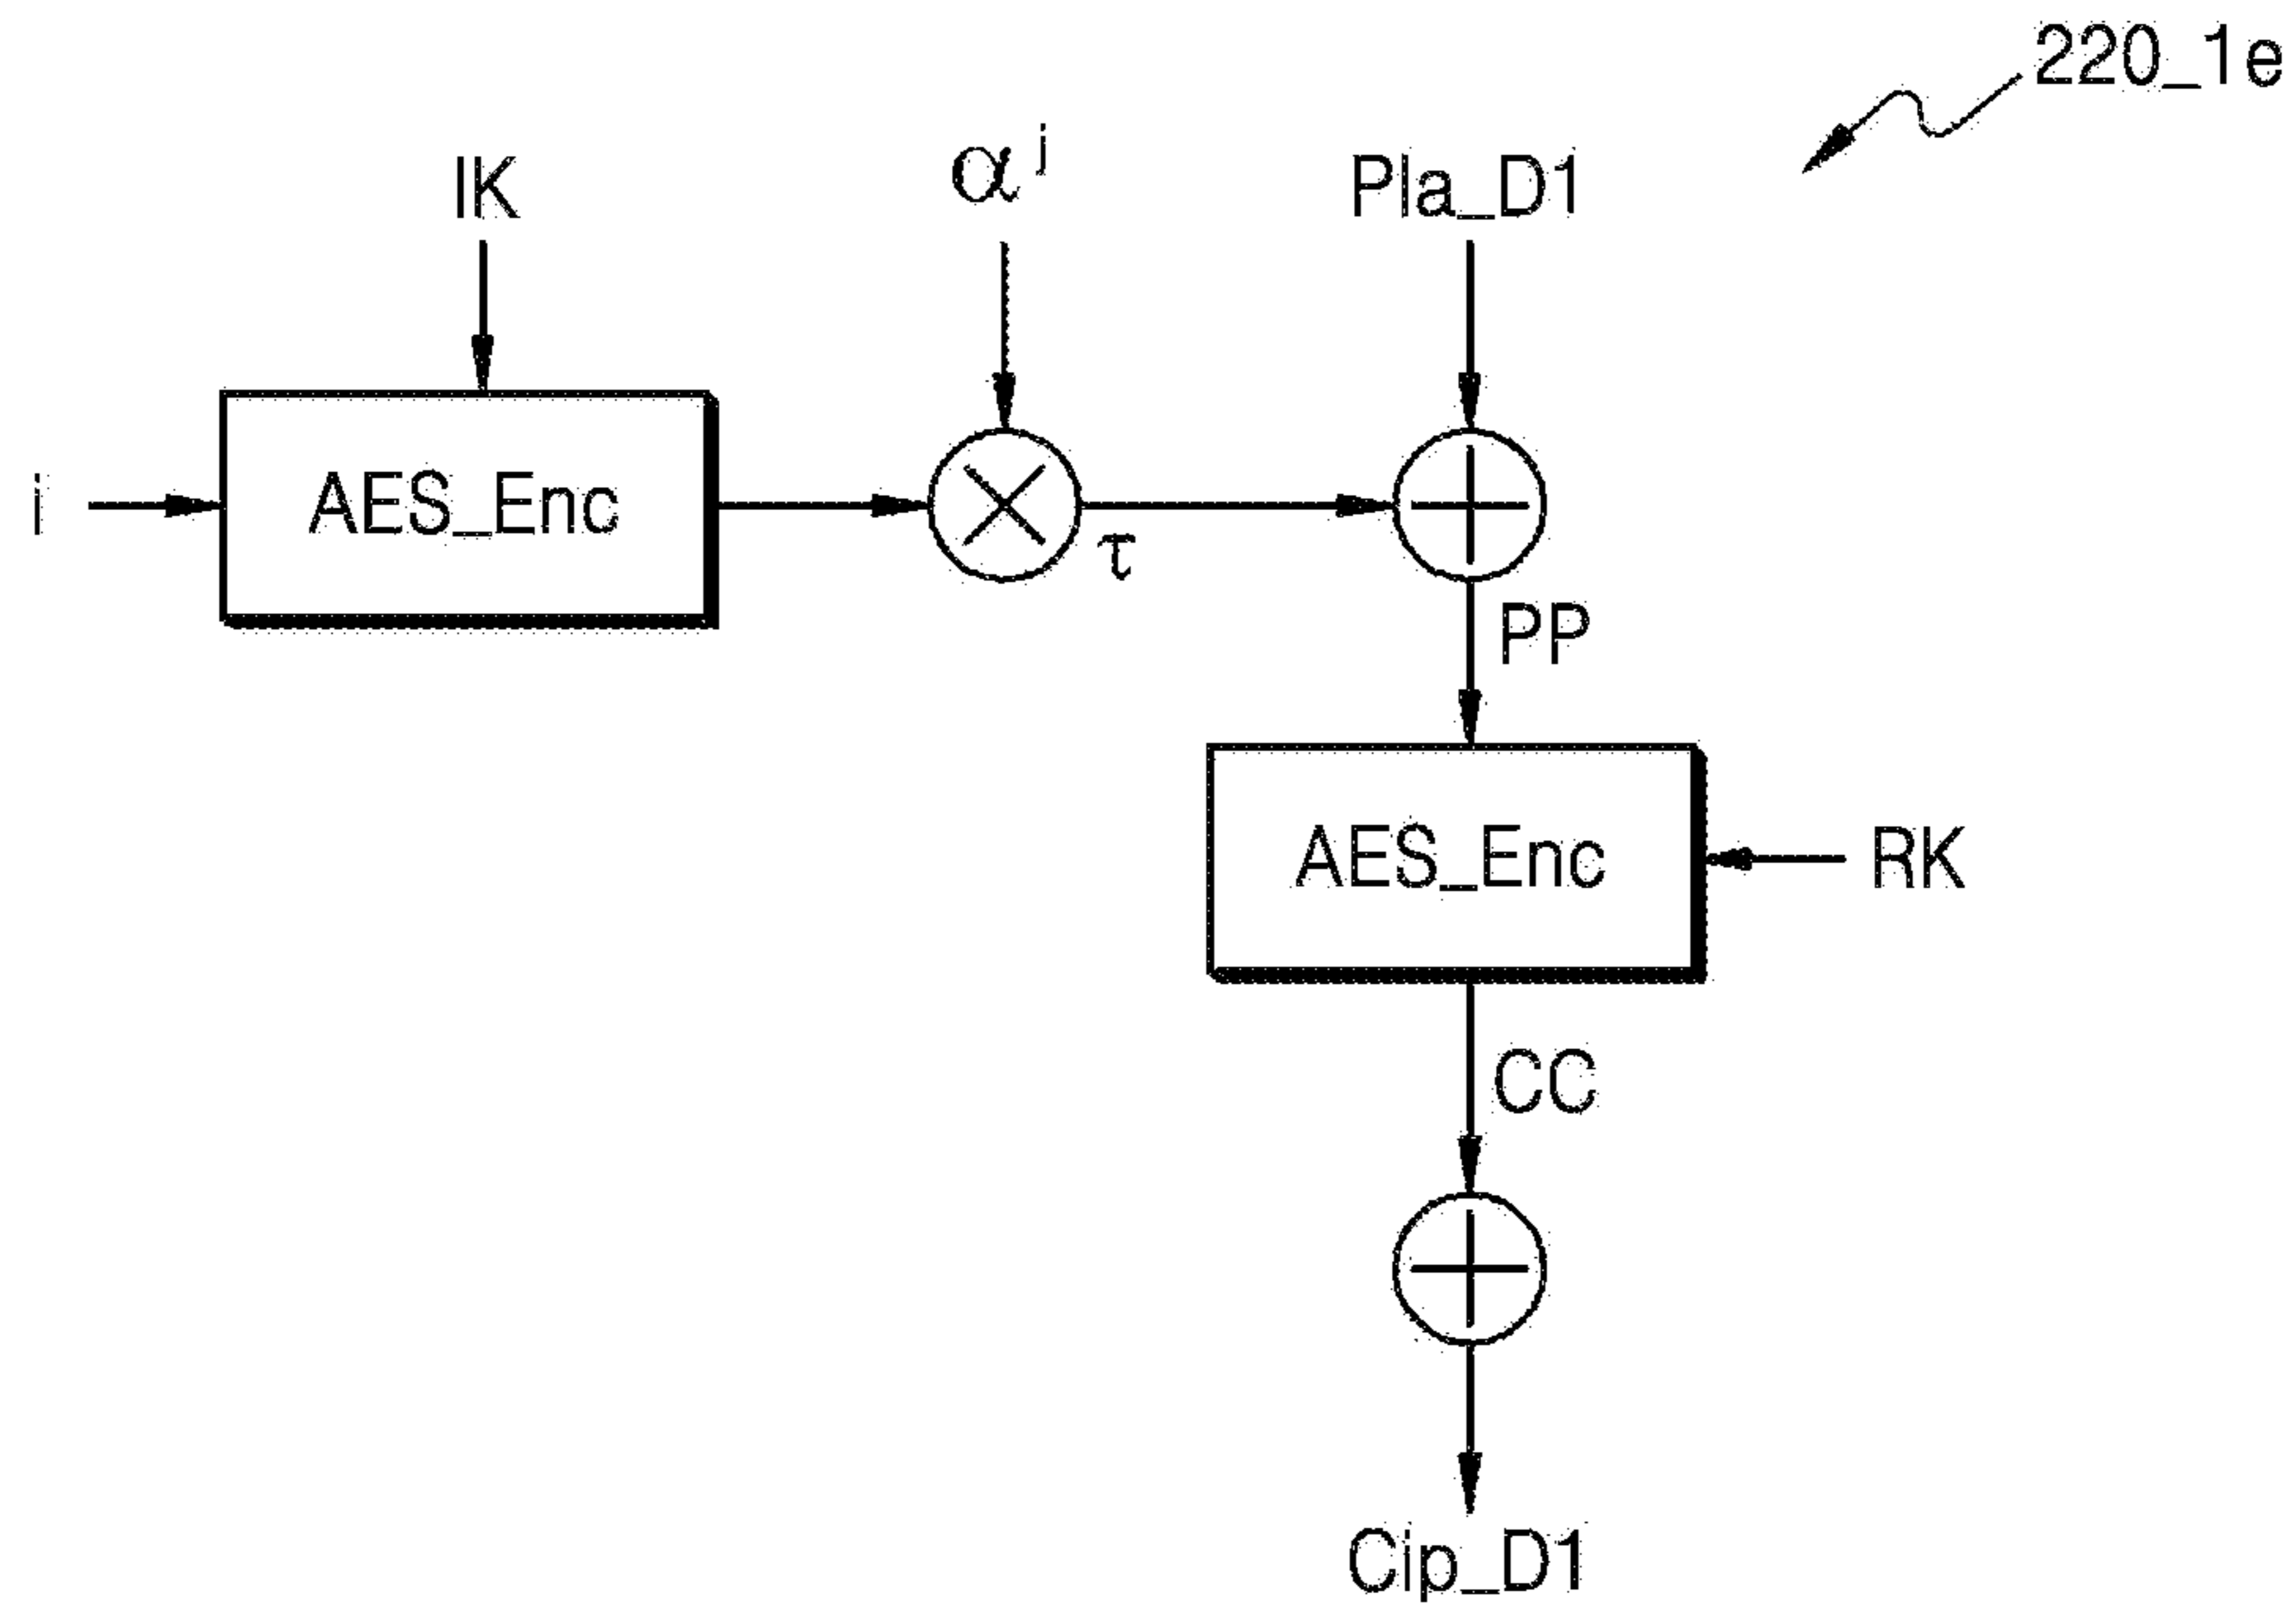 220_1e
IK
α^j
Pla_D1
i
AES_Enc
τ
PP
AES_Enc
RK
CC
Cip_D1